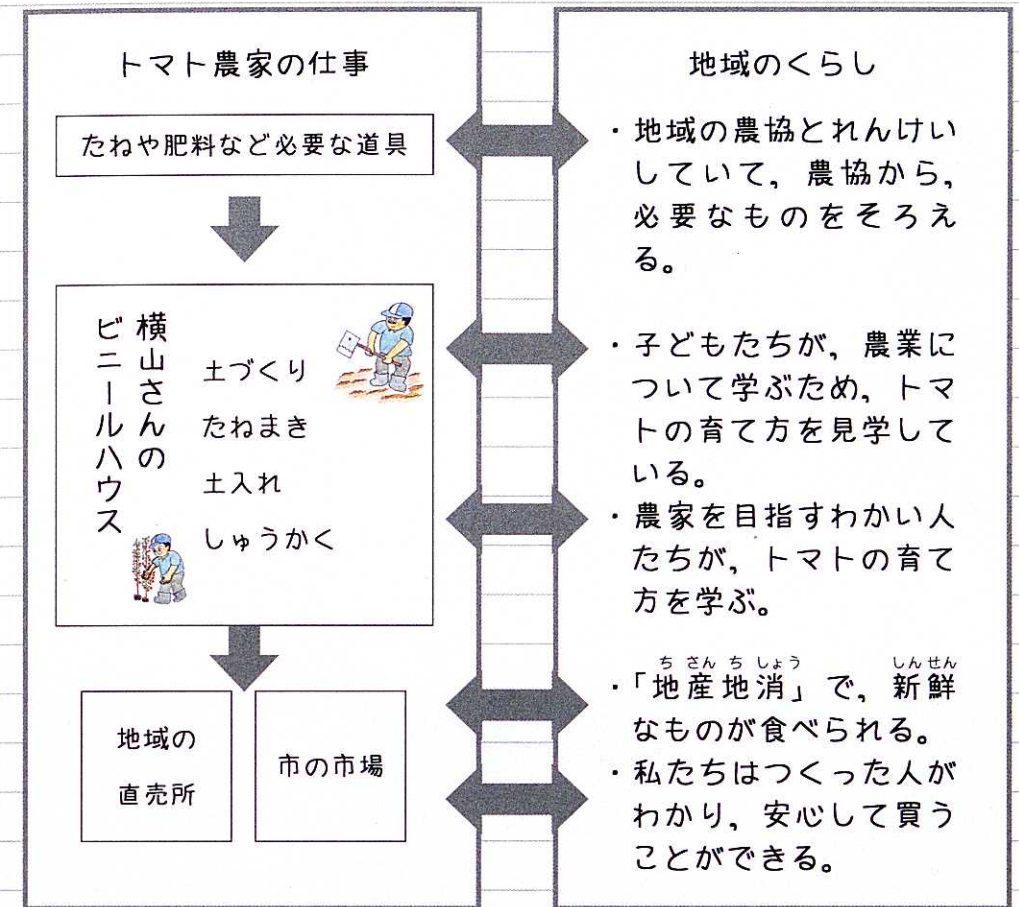 トマト農家の仕事
たねや肥料など必要な道具
横山さんの
ビニールハウス
土づくり
たねまき
土入れ
しゅうかく
地域の
直売所
市の市場
地域のくらし
・地域の農協とれんけい
していて，農協から，
必要なものをそろえ
る。
・子どもたちが，農業に
ついて学ぶため，トマ
トの育て方を見学して
いる。
・農家を目指すわかい人
たちが，トマトの育て
方を学ぶ。
ちさんちしょう しんせん
・「地産地消」で，新鮮
なものが食べられる。
・私たちはつくった人が
わかり，安心して買う
ことができる。